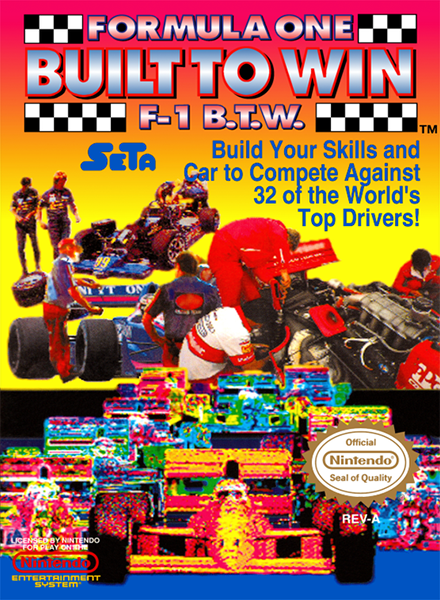 FORMULA ONE
BUILT TO WIN
F-1 B.T.W.
TM
SETA
Build Your Skills and
Car to Compete Against
32 of the World's
Top Drivers!
99
Official
Nintendo
Seal of Quality
REV-A
LICENSED BY NINTENDO
FOR PLAY ON THE
Nintendo
ENTERTAINMENT
SYSTEM